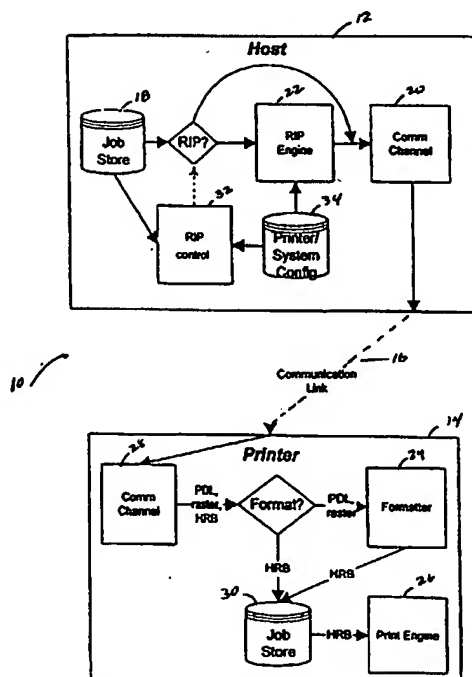 12
Host
18
22
20
Job
Store
RIP?
RIP
Engine
Comm
Channel
32
34
RIP
control
Printer/
System
Config
10
16
Communication
Link
14
Printer
28
24
Comm
Channel
PDL,
raster,
HRB
Format?
PDL,
raster
Formatter
HRB
HRB
30
26
Job
Store
HRB
Print Engine